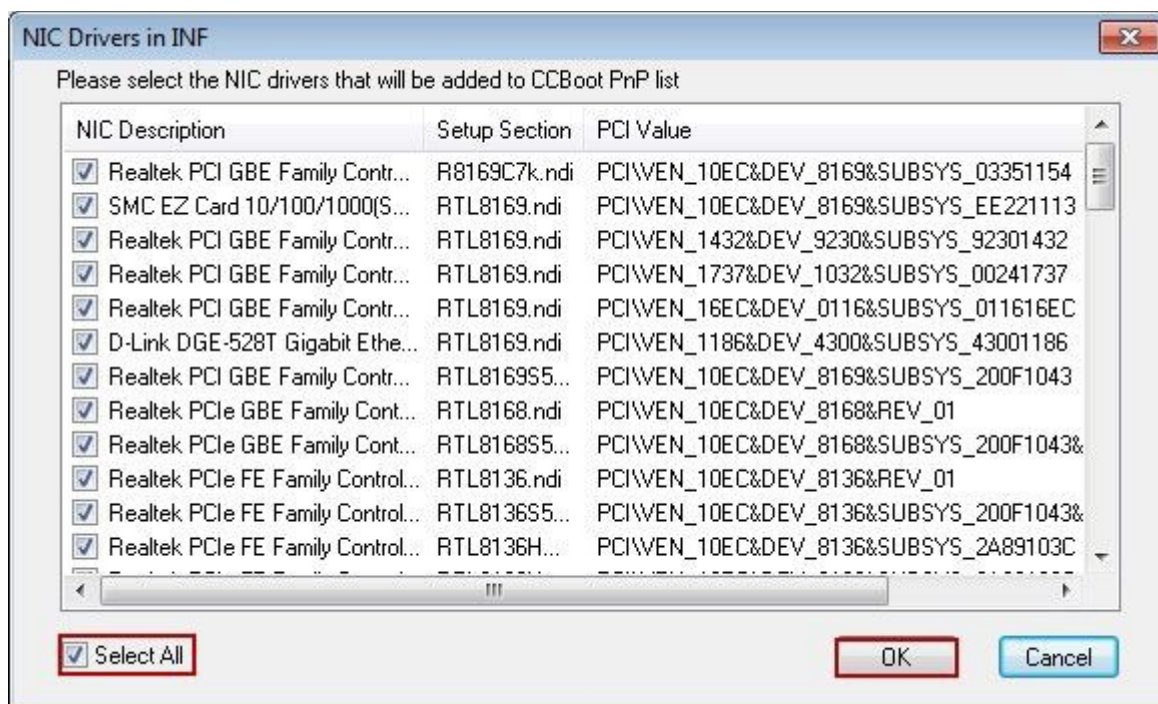 NIC Drivers in INF
Please select the NIC drivers that will be added to CCBoot PnP list
NIC Description Setup Section PCI Value
Realtek PCI GBE Family Contr... R8169C7k.ndi PCI\VEN_10EC&DEV_8169&SUBSYS_03351154
SMC EZ Card 10/100/1000(S... RTL8169.ndi PCI\VEN_10EC&DEV_8169&SUBSYS_EE221113
Realtek PCI GBE Family Contr... RTL8169.ndi PCI\VEN_1432&DEV_9230&SUBSYS_92301432
Realtek PCI GBE Family Contr... RTL8169.ndi PCI\VEN_1737&DEV_1032&SUBSYS_00241737
Realtek PCI GBE Family Contr... RTL8169.ndi PCI\VEN_16EC&DEV_0116&SUBSYS_011616EC
D-Link DGE-528T Gigabit Ethe... RTL8169.ndi PCI\VEN_1186&DEV_4300&SUBSYS_43001186
Realtek PCI GBE Family Contr... RTL8169S5... PCI\VEN_10EC&DEV_8169&SUBSYS_200F1043
Realtek PCIe GBE Family Cont... RTL8168.ndi PCI\VEN_10EC&DEV_8168&REV_01
Realtek PCIe GBE Family Cont... RTL8168S5... PCI\VEN_10EC&DEV_8168&SUBSYS_200F1043&
Realtek PCIe FE Family Control... RTL8136.ndi PCI\VEN_10EC&DEV_8136&REV_01
Realtek PCIe FE Family Control... RTL8136S5... PCI\VEN_10EC&DEV_8136&SUBSYS_200F1043&
Realtek PCIe FE Family Control... RTL8136H... PCI\VEN_10EC&DEV_8136&SUBSYS_2A89103C
Select All OK Cancel